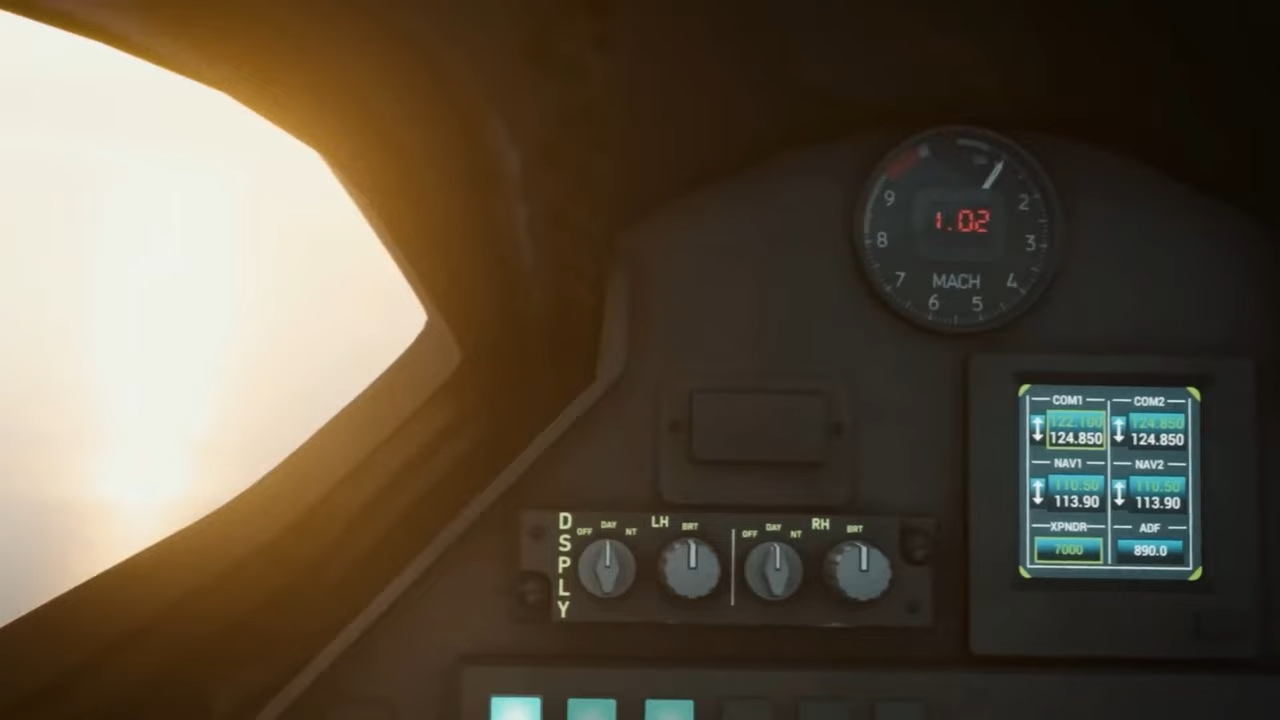 9
2
1.02
8
3
7
MACH
4
6
5
COM1
COM2
122.100
124.850
124.850
124.850
NAV1
NAV2
110.50
110.50
113.90
113.90
XPNDR
ADF
7000
890.0
DSPLY
OFF DAY NT LH BRT
OFF DAY NT RH BRT